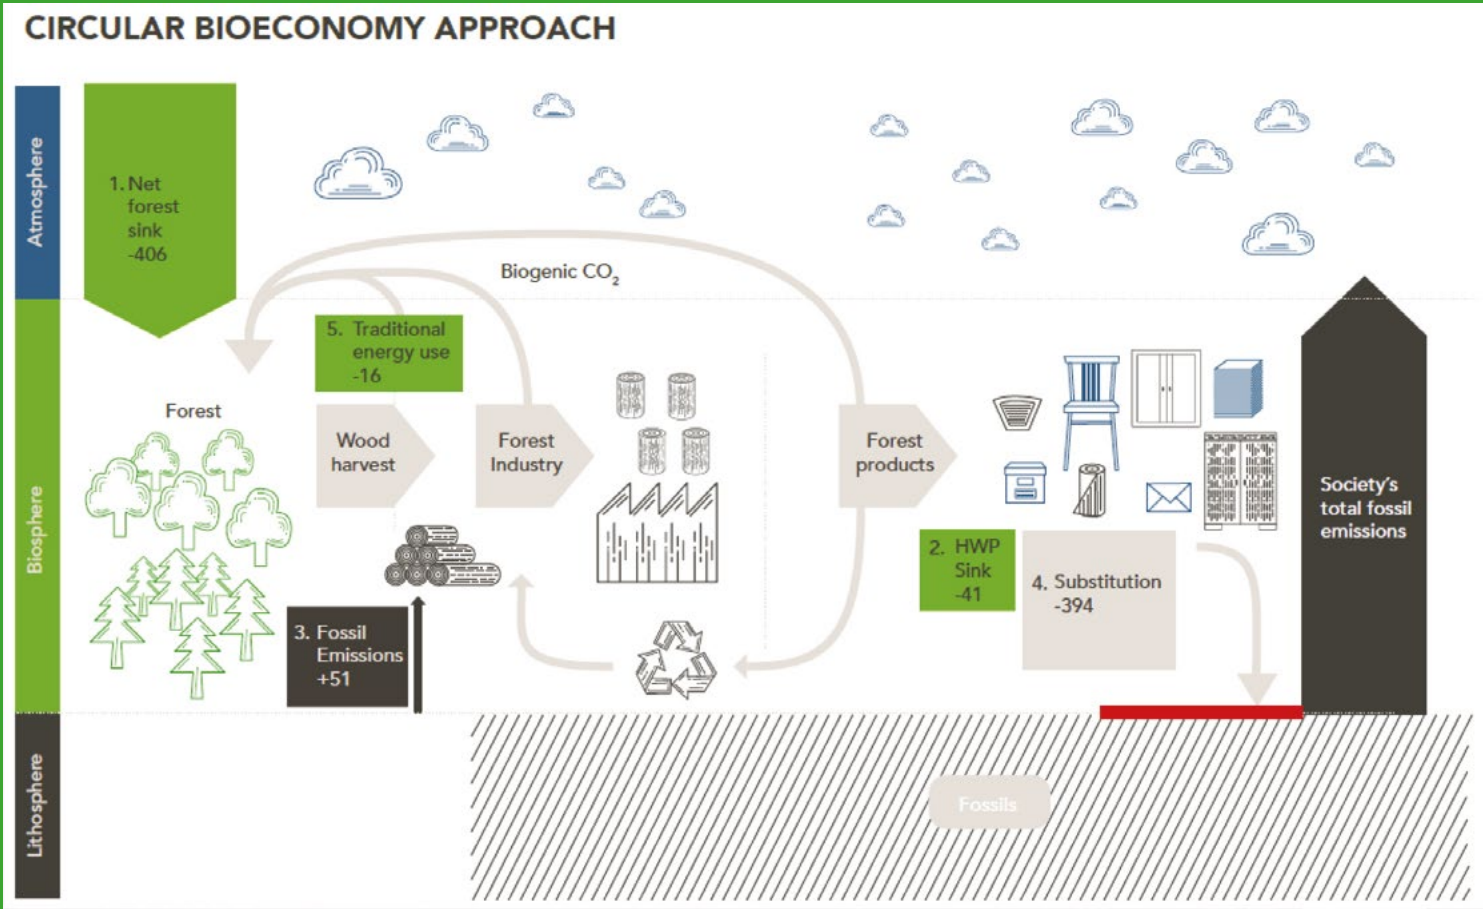 CIRCULAR BIOECONOMY APPROACH
Atmosphere
1. Net
forest
sink
-406
Biogenic CO₂
Biosphere
5. Traditional
energy use
-16
Forest
Wood
harvest
Forest
Industry
Forest
products
Society's
total fossil
emissions
2. HWP
Sink
-41
4. Substitution
-394
3. Fossil
Emissions
+51
Lithosphere
Fossils